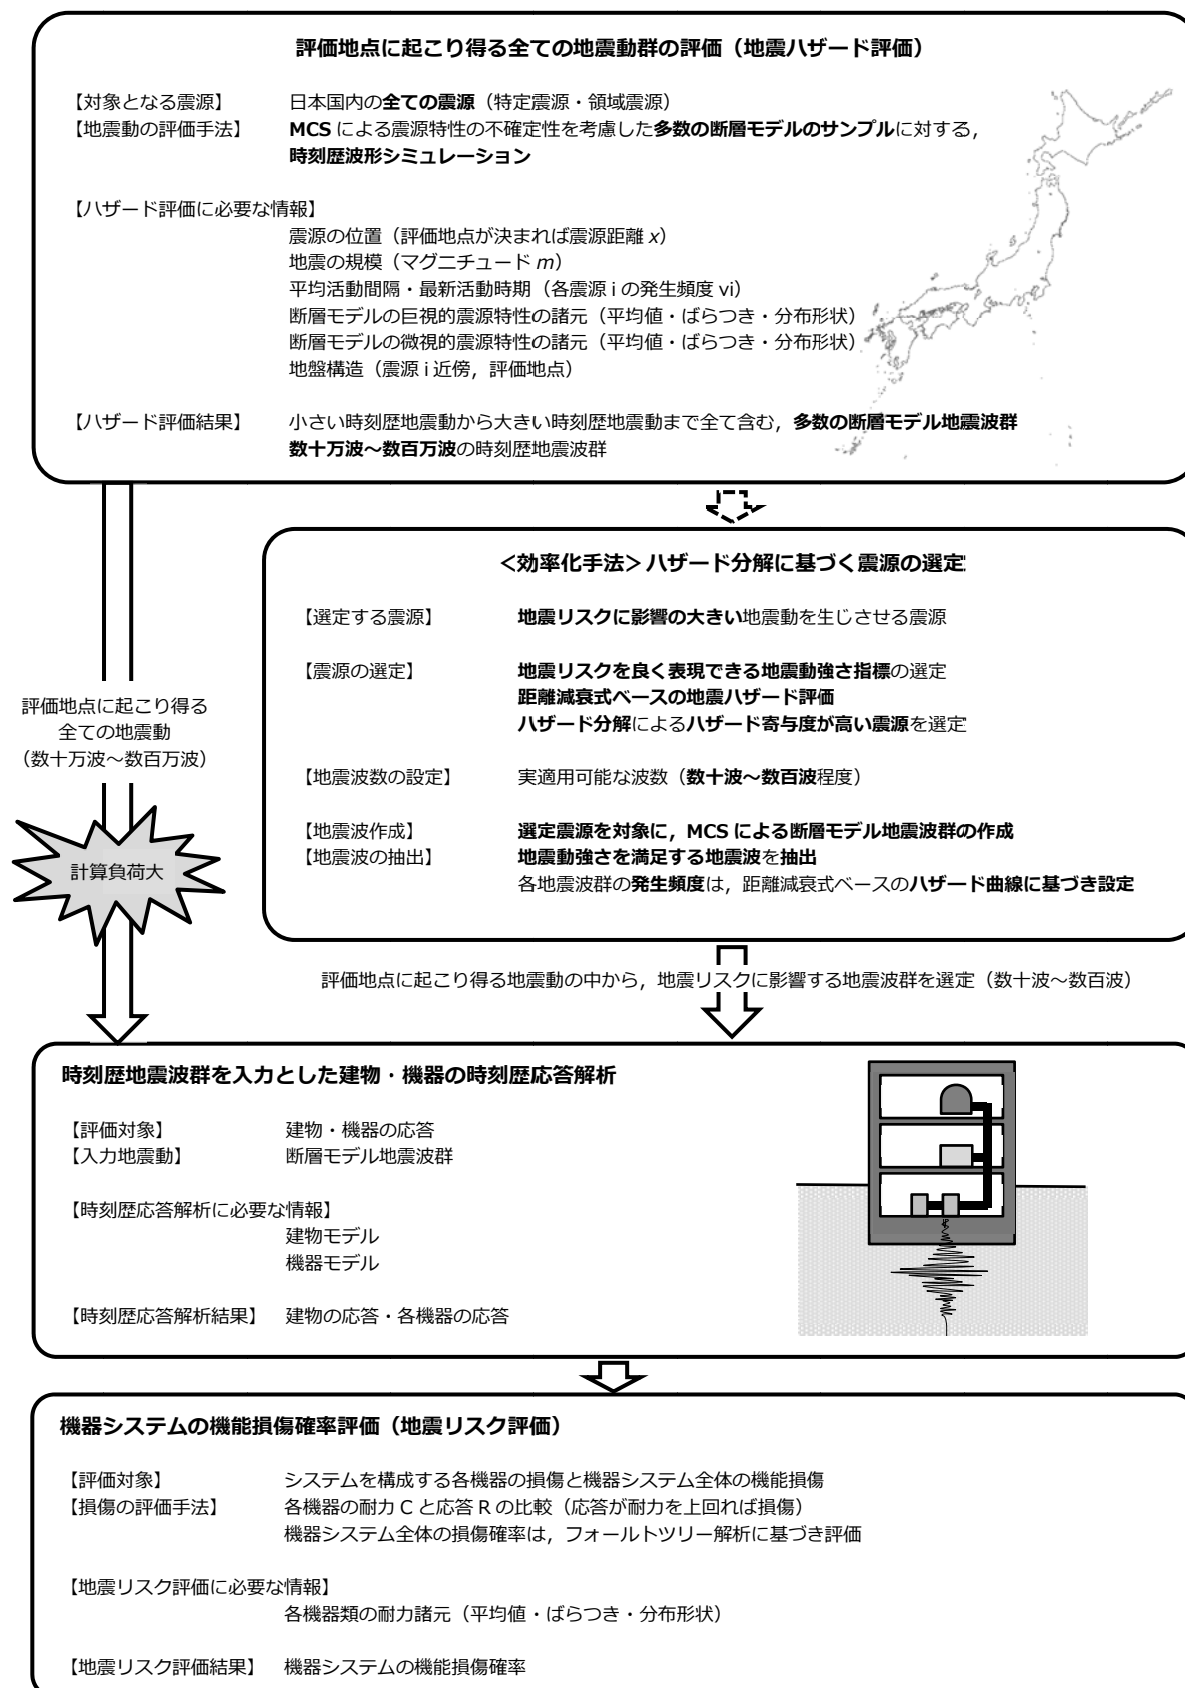 評価地点に起こり得る全ての地震動群の評価（地震ハザード評価）
【対象となる震源】 日本国内の全ての震源（特定震源・領域震源）
【地震動の評価手法】 MCS による震源特性の不確定性を考慮した多数の断層モデルのサンプルに対する，
時刻歴波形シミュレーション
【ハザード評価に必要な情報】
震源の位置（評価地点が決まれば震源距離 x）
地震の規模（マグニチュード m）
平均活動間隔・最新活動時期（各震源 i の発生頻度 νi）
断層モデルの巨視的震源特性の諸元（平均値・ばらつき・分布形状）
断層モデルの微視的震源特性の諸元（平均値・ばらつき・分布形状）
地盤構造（震源 i 近傍，評価地点）
【ハザード評価結果】 小さい時刻歴地震動から大きい時刻歴地震動まで全て含む，多数の断層モデル地震波群
数十万波～数百万波の時刻歴地震波群
＜効率化手法＞ハザード分解に基づく震源の選定
【選定する震源】 地震リスクに影響の大きい地震動を生じさせる震源
【震源の選定】 地震リスクを良く表現できる地震動強さ指標の選定
距離減衰式ベースの地震ハザード評価
ハザード分解によるハザード寄与度が高い震源を選定
【地震波数の設定】 実適用可能な波数（数十波～数百波程度）
【地震波作成】 選定震源を対象に，MCS による断層モデル地震波群の作成
【地震波の抽出】 地震動強さを満足する地震波を抽出
各地震波群の発生頻度は，距離減衰式ベースのハザード曲線に基づき設定
評価地点に起こり得る
全ての地震動
（数十万波～数百万波）
計算負荷大
評価地点に起こり得る地震動の中から，地震リスクに影響する地震波群を選定（数十波～数百波）
時刻歴地震波群を入力とした建物・機器の時刻歴応答解析
【評価対象】 建物・機器の応答
【入力地震動】 断層モデル地震波群
【時刻歴応答解析に必要な情報】
建物モデル
機器モデル
【時刻歴応答解析結果】 建物の応答・各機器の応答
機器システムの機能損傷確率評価（地震リスク評価）
【評価対象】 システムを構成する各機器の損傷と機器システム全体の機能損傷
【損傷の評価手法】 各機器の耐力 C と応答 R の比較（応答が耐力を上回れば損傷）
機器システム全体の損傷確率は，フォールトツリー解析に基づき評価
【地震リスク評価に必要な情報】
各機器類の耐力諸元（平均値・ばらつき・分布形状）
【地震リスク評価結果】 機器システムの機能損傷確率